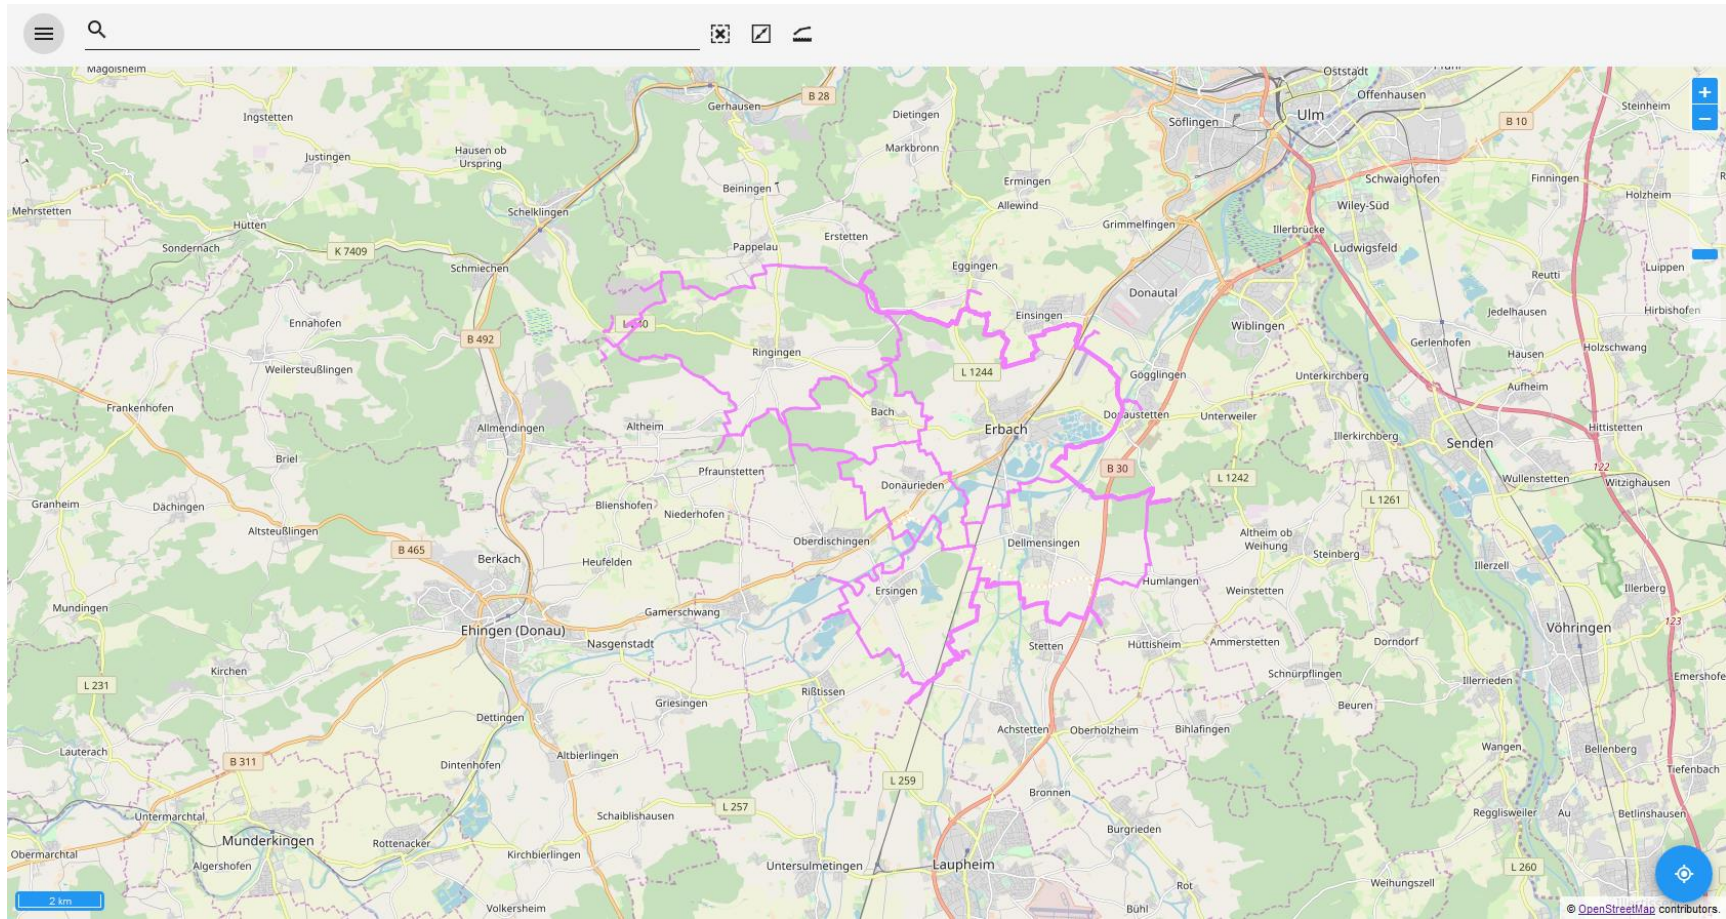 Magolsheim
Gerhausen
B 28
Oststadt
Offenhausen
Ingstetten
Dietingen
Söflingen
Ulm
B 10
Steinheim
+
−
Justingen
Hausen ob
Urspring
Markbronn
Beiningen
Ermingen
Allewind
Schwaighofen
Finningen
Holzheim
Mehrstetten
Hütten
Schelklingen
Wiley-Süd
Grimmelfingen
Illerbrücke
Sondernach
K 7409
Pappelau
Erstetten
Ludwigsfeld
Schmiechen
Eggingen
Reutti
Luippen
Donautal
Ennahofen
L 240
Einsingen
Wiblingen
Jedelhausen
Hirbishofen
B 492
Gerlenhofen
Holzschwang
Hausen
Ringingen
Weilersteußlingen
L 1244
Gögglingen
Unterkirchberg
Aufheim
Frankenhofen
Bach
Donaustetten
Unterweiler
Allmendingen
Altheim
Erbach
Illerkirchberg
Senden
Hittistetten
Briel
Pfraunstetten
B 30
122
Donaurieden
L 1242
Wullenstetten
Witzighausen
Granheim
Dächingen
Blienshofen
Niederhofen
L 1261
Altsteußlingen
Oberdischingen
Dellmensingen
Altheim ob
Weihung
Steinberg
B 465
Berkach
Heufelden
Illerzell
Humlangen
Ersingen
Weinstetten
Illerberg
Mundingen
Gamerschwang
123
Ehingen (Donau)
Nasgenstadt
Stetten
Hüttisheim
Ammerstetten
Dorndorf
Vöhringen
Kirchen
Schnürpflingen
Illerrieden
Emershofe
L 231
Rißtissen
Griesingen
Beuren
Dettingen
Achstetten
Oberholzheim
Bihlafingen
Lauterach
Altbierlingen
Wangen
Bellenberg
B 311
Dintenhofen
Tiefenbach
L 259
Bronnen
Untermarchtal
L 257
Schaiblishausen
Regglisweiler
Au
Betlinshausen
Burgrieden
Munderkingen
Rottenacker
Obermarchtal
Kirchbierlingen
Algershofen
Untersulmetingen
Laupheim
L 260
Rot
Weihungszell
2 km
Volkersheim
Bühl
© OpenStreetMap contributors.